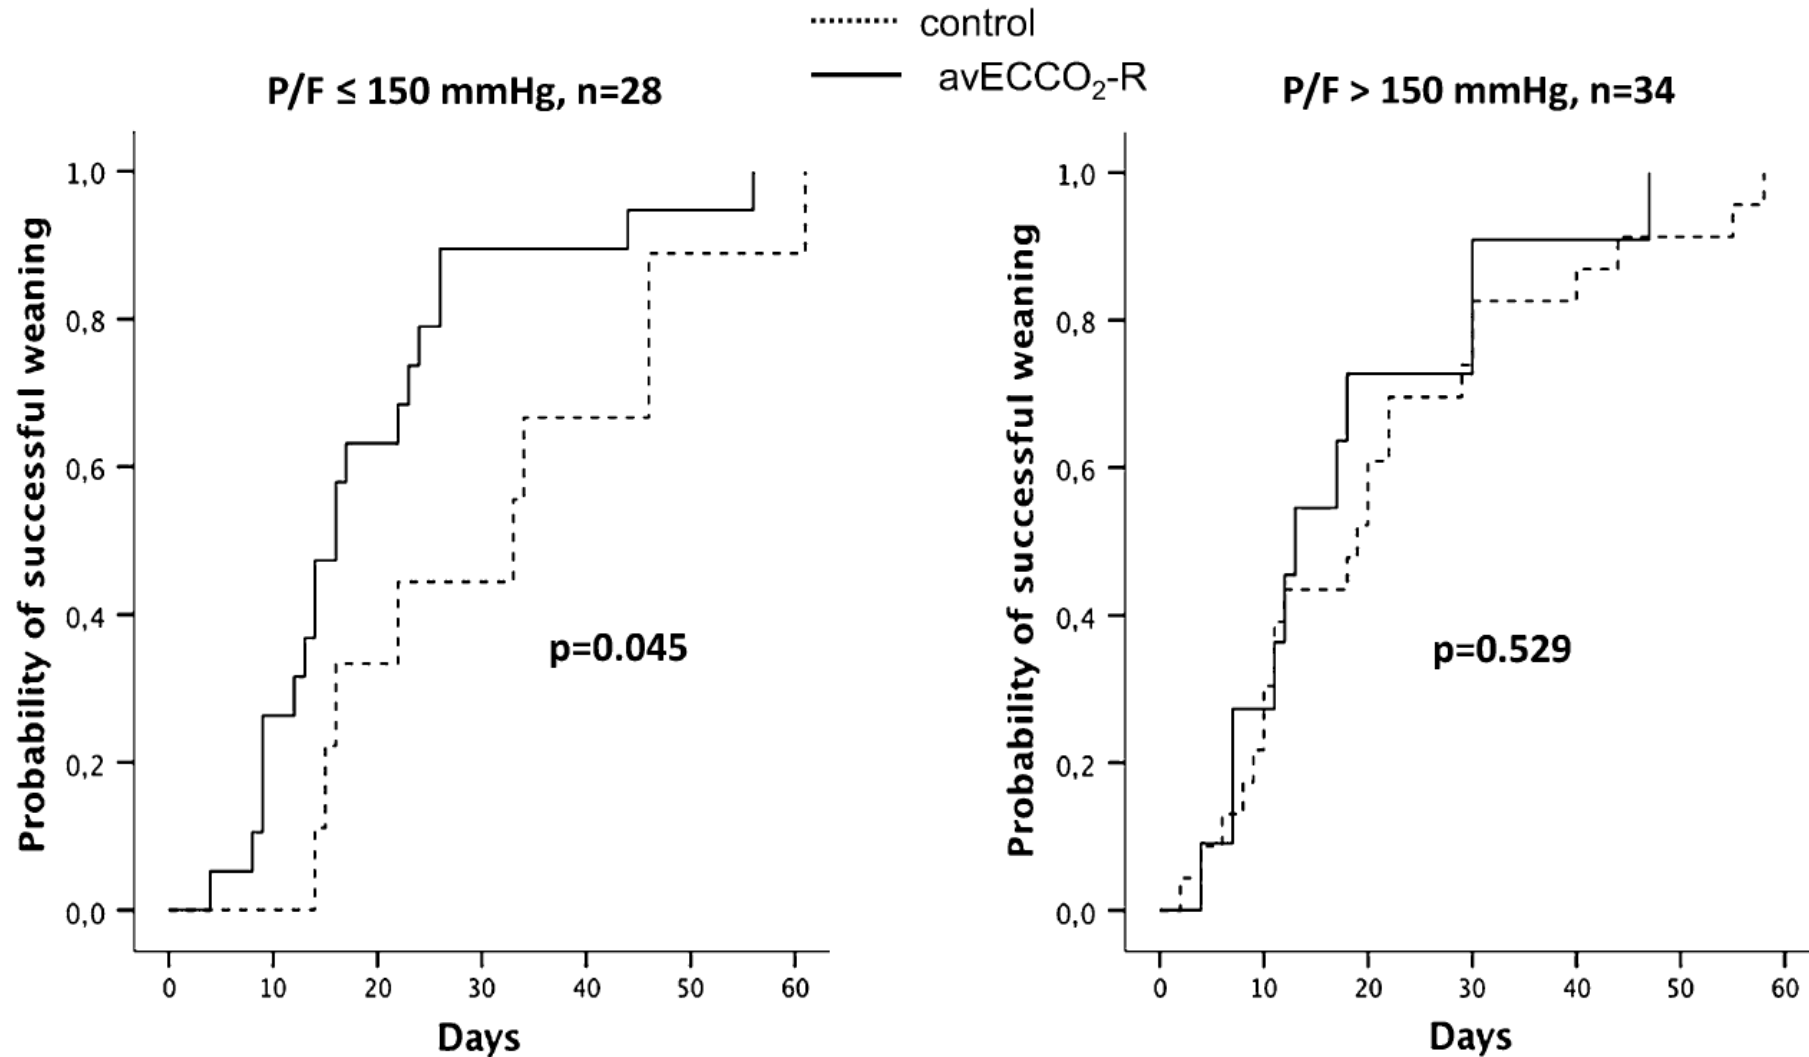 control
avECCO₂-R
P/F ≤ 150 mmHg, n=28
Probability of successful weaning
1,0
0,8
0,6
0,4
0,2
0,0
p=0.045
0 10 20 30 40 50 60
Days
P/F > 150 mmHg, n=34
Probability of successful weaning
1,0
0,8
0,6
0,4
0,2
0,0
p=0.529
0 10 20 30 40 50 60
Days